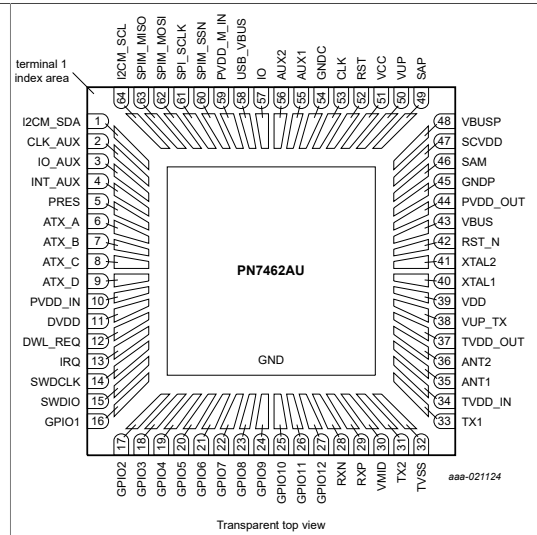 terminal 1
index area
64 I2CM_SCL
63 SPIM_MISO
62 SPIM_MOSI
61 SPI_SCLK
60 SPIM_SSN
59 PVDD_M_IN
58 USB_VBUS
57 IO
56 AUX2
55 AUX1
54 GNDC
53 CLK
52 RST
51 VCC
50 VUP
49 SAP
I2CM_SDA 1
CLK_AUX 2
IO_AUX 3
INT_AUX 4
PRES 5
ATX_A 6
ATX_B 7
ATX_C 8
ATX_D 9
PVDD_IN 10
DVDD 11
DWL_REQ 12
IRQ 13
SWDCLK 14
SWDIO 15
GPIO1 16
PN7462AU
GND
48 VBUSP
47 SCVDD
46 SAM
45 GNDP
44 PVDD_OUT
43 VBUS
42 RST_N
41 XTAL2
40 XTAL1
39 VDD
38 VUP_TX
37 TVDD_OUT
36 ANT2
35 ANT1
34 TVDD_IN
33 TX1
GPIO2 17
GPIO3 18
GPIO4 19
GPIO5 20
GPIO6 21
GPIO7 22
GPIO8 23
GPIO9 24
GPIO10 25
GPIO11 26
GPIO12 27
RXN 28
RXP 29
VMID 30
TX2 31
TVSS 32
aaa-021124
Transparent top view